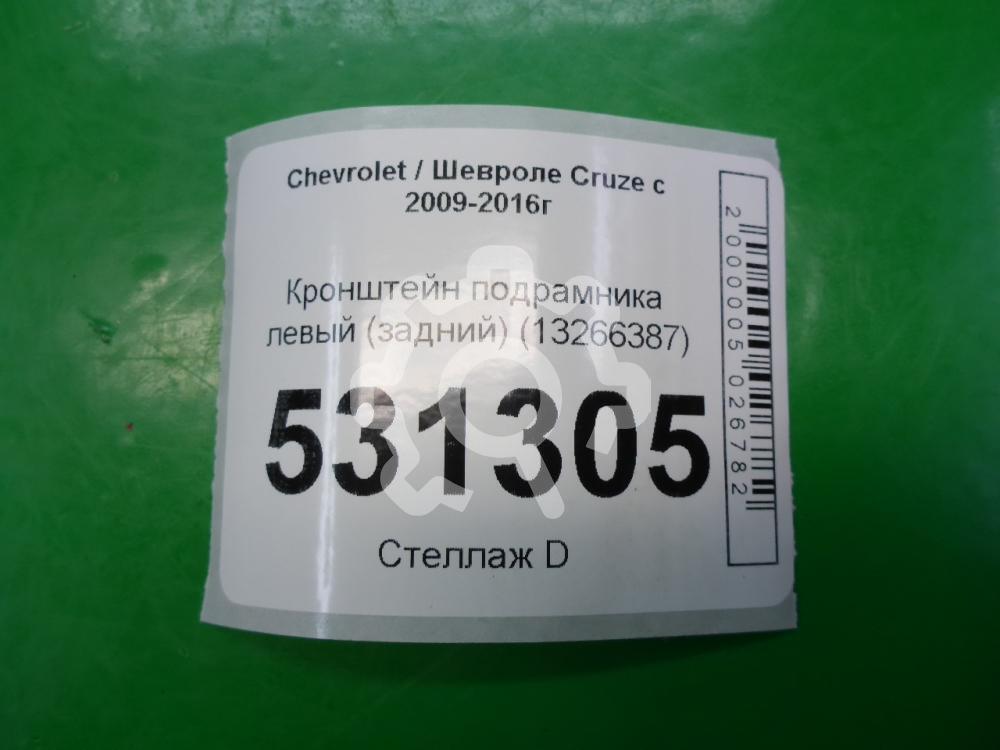 Chevrolet / Шевроле Cruze с
2009-2016г
Кронштейн подрамника
левый (задний) (13266387)
531305
Стеллаж D
2000005026782